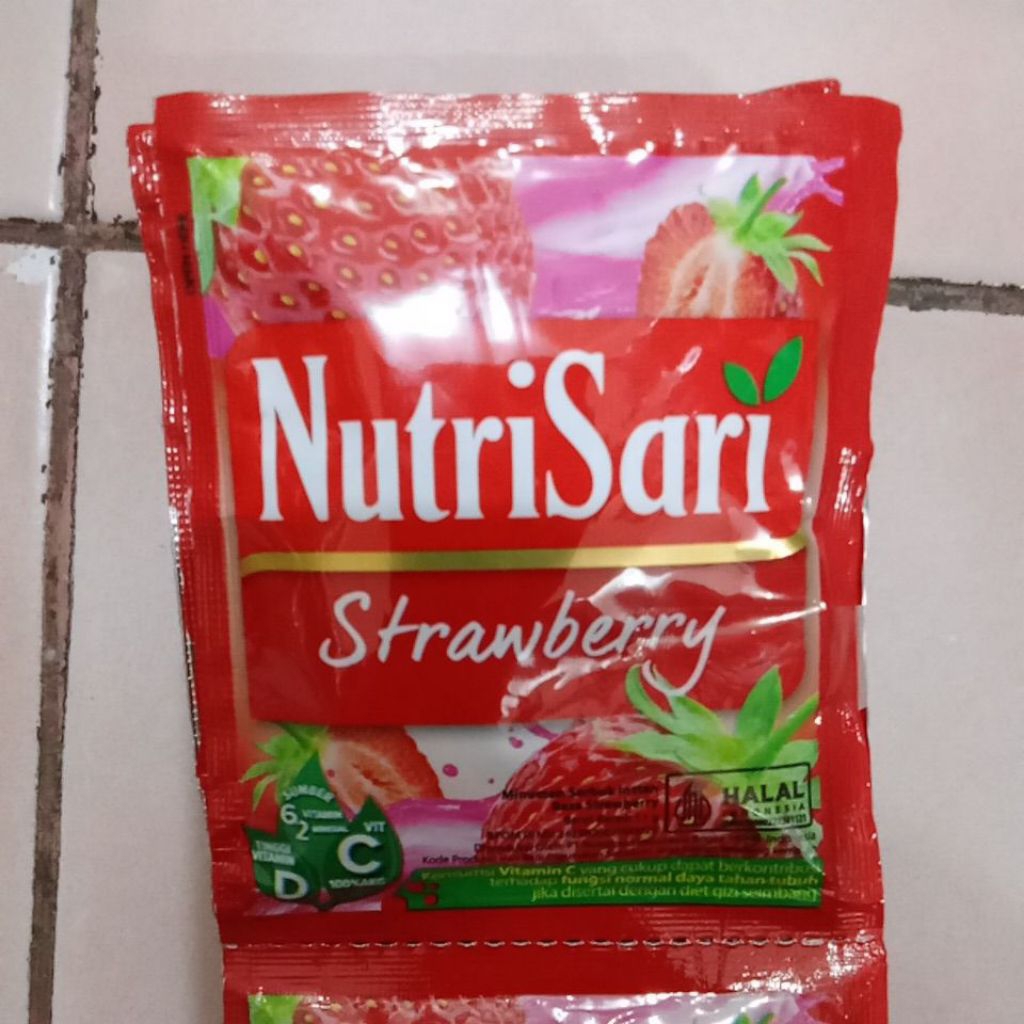 NutriSari
Strawberry
SUMBER
6 VITAMIN
2 MINERAL
TINGGI
VITAMIN
D
VIT
C
100% AKG
Minuman Serbuk Instan
Rasa Strawberry
HALAL
INDONESIA
Kode Produksi
Konsumsi Vitamin C yang cukup dapat berkontribusi
terhadap fungsi normal daya tahan tubuh
jika disertai dengan diet gizi seimbang